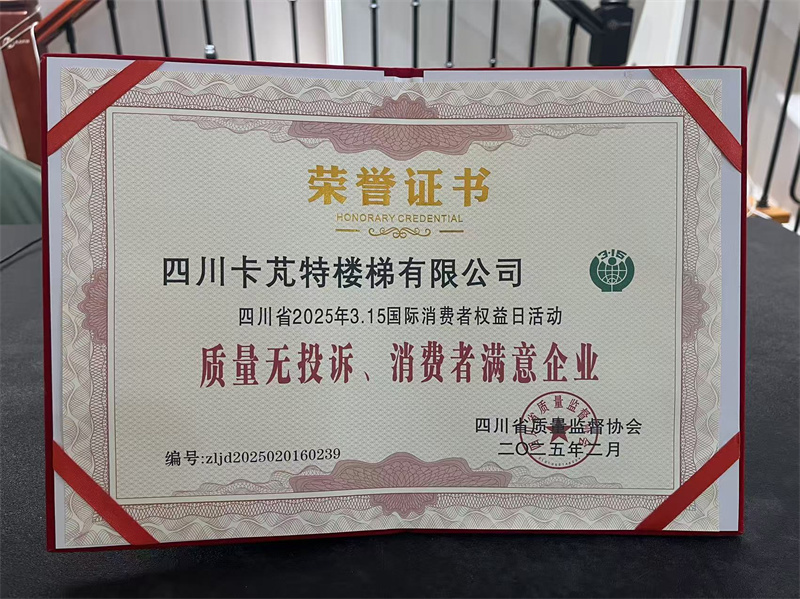 荣誉证书
HONORARY CREDENTIAL
四川卡芃特楼梯有限公司
3·15
四川省2025年3.15国际消费者权益日活动
质量无投诉、消费者满意企业
四川省质量监督协会
二〇二五年二月
编号:zljd2025020160239